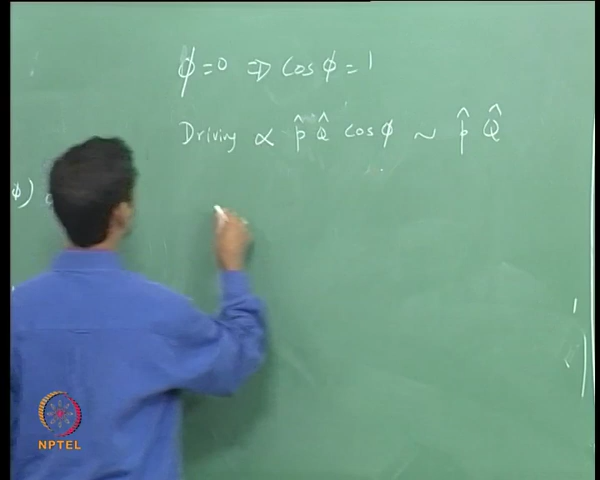 ϕ = 0 ⇒ Cos ϕ = 1
Driving ∝ p̂ Q̂ cos ϕ ~ p̂ Q̂
ϕ)
NPTEL